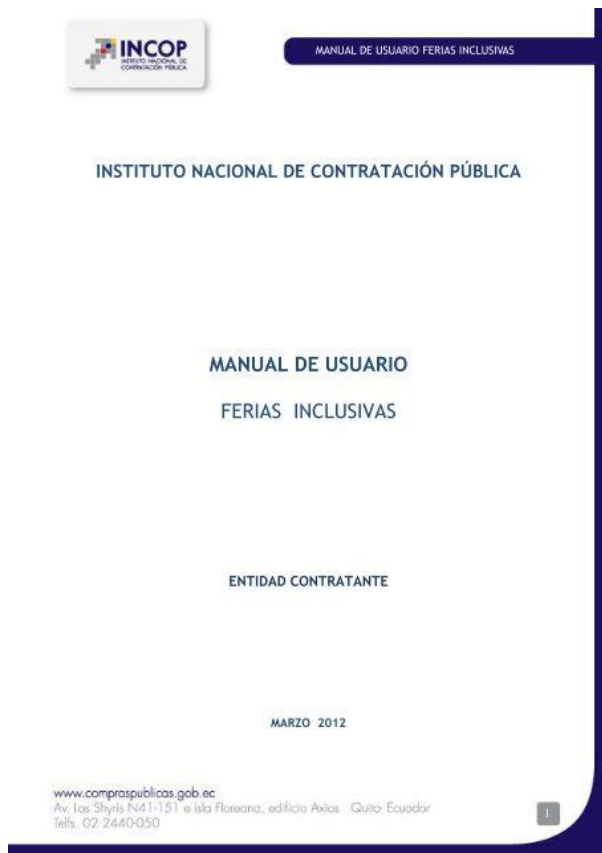 INCOP
INSTITUTO NACIONAL DE
CONTRATACIÓN PÚBLICA
MANUAL DE USUARIO FERIAS INCLUSIVAS
INSTITUTO NACIONAL DE CONTRATACIÓN PÚBLICA
MANUAL DE USUARIO
FERIAS INCLUSIVAS
ENTIDAD CONTRATANTE
MARZO 2012
www.compraspublicas.gob.ec
Av. Los Shyris N41-151 e Isla Floreana, edificio Axios Quito- Ecuador
Telfs. 02 2440-050
1